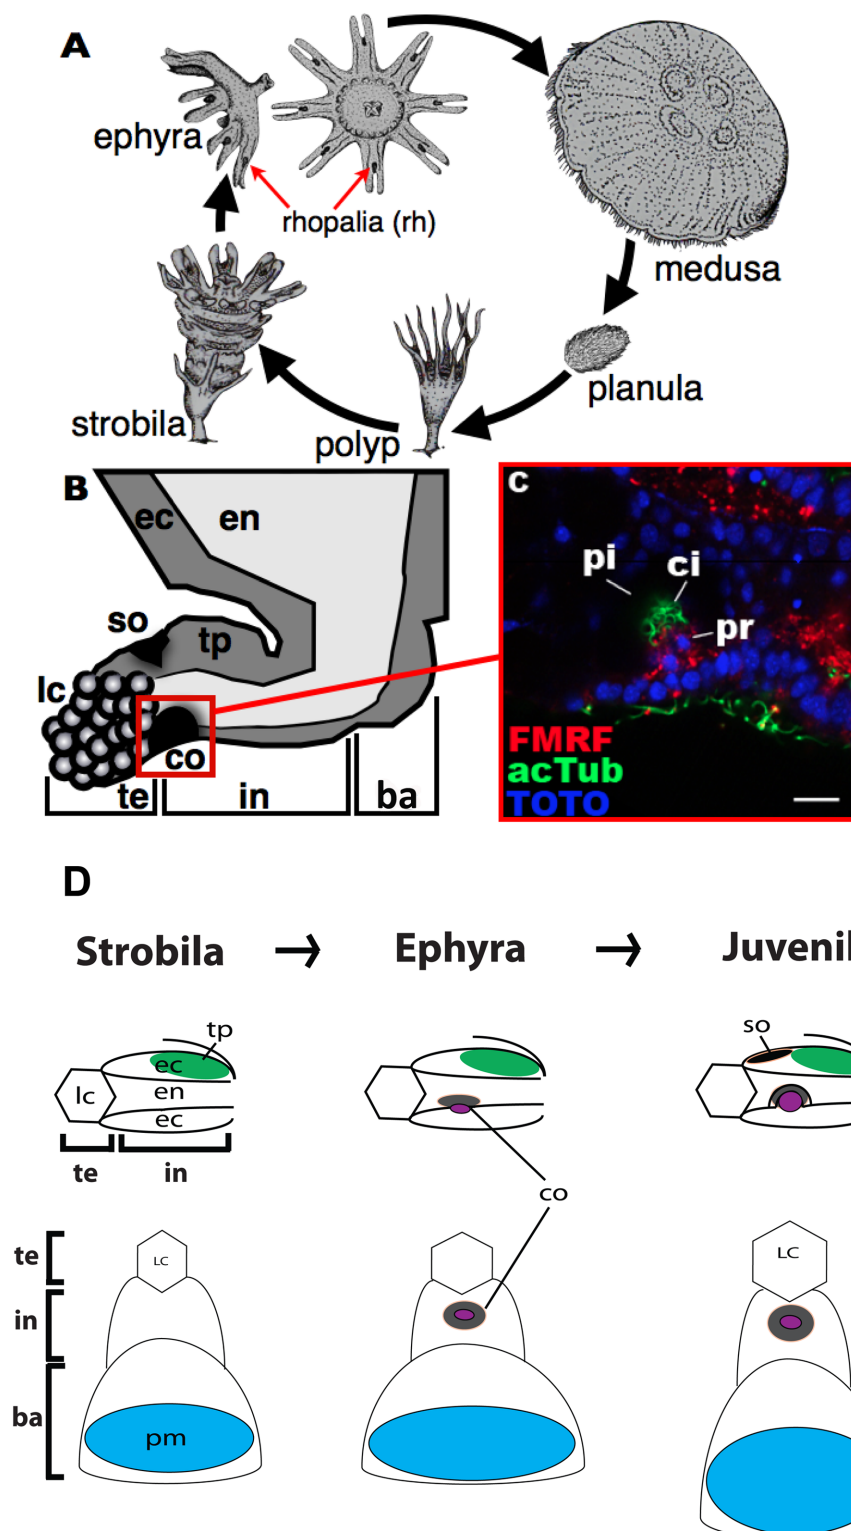 A
ephyra
rhopalia (rh)
medusa
planula
strobila
polyp
B
ec
en
so
tp
lc
co
te
in
ba
C
pi
ci
pr
FMRF
acTub
TOTO
D
Strobila → Ephyra → Juvenil
tp
ec
lc
en
ec
te
in
so
co
te
LC
LC
in
ba
pm